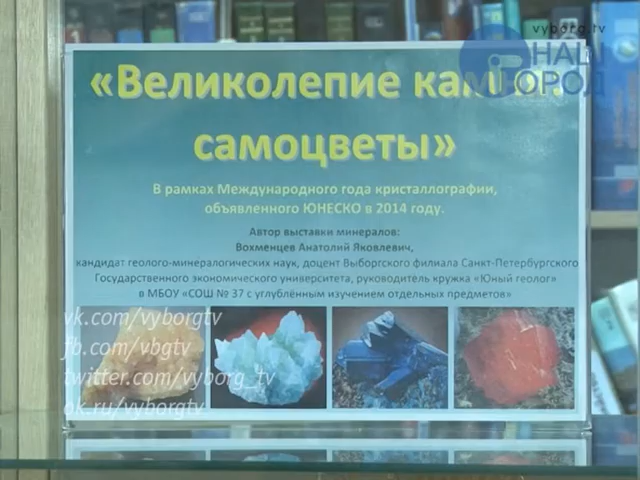 vyborg.tv
НАШ
ГОРОД
«Великолепие
самоцветы»
В рамках Международного года кристаллографии,
объявленного ЮНЕСКО в 2014 году.
Автор выставки минералов:
Вохменцев Анатолий Яковлевич,
кандидат геолого-минералогических наук, доцент Выборгского филиала Санкт-Петербургского
Государственного экономического университета, руководитель кружка «Юный геолог»
в МБОУ «СОШ № 37 с углублённым изучением отдельных предметов»
vk.com/vyborgtv
fb.com/vbgtv
twitter.com/vyborg_tv
ok.ru/vyborgtv